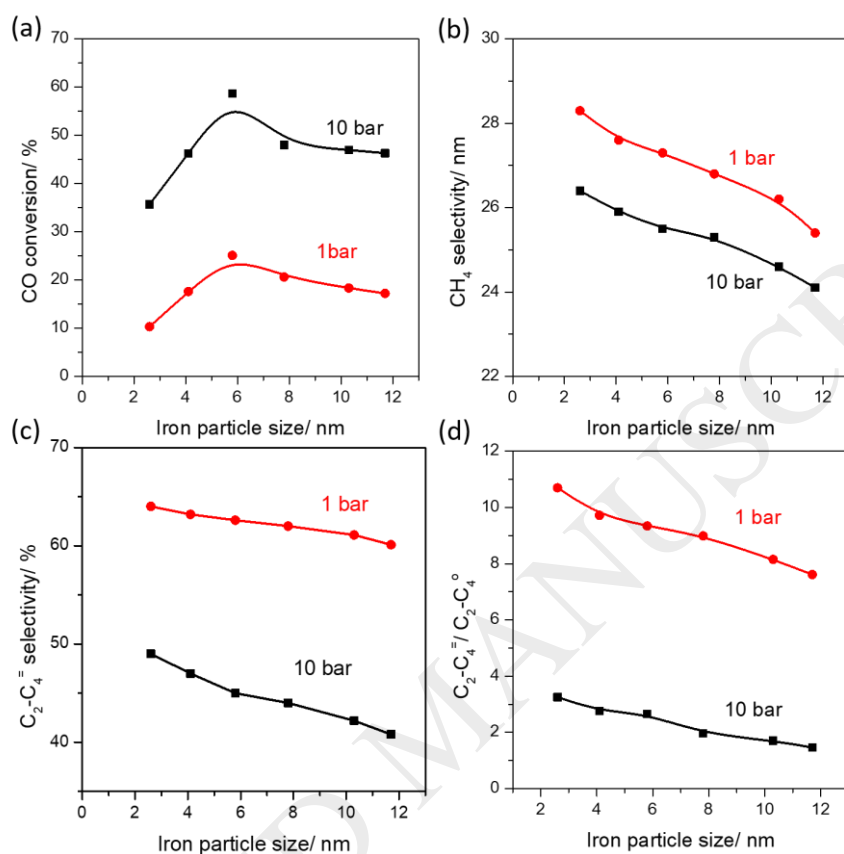 (a)
70
60
50
40
30
20
10
0
CO conversion/ %
10 bar
1bar
0 2 4 6 8 10 12
Iron particle size/ nm
(b)
30
28
26
24
22
CH₄ selectivity/ nm
1 bar
10 bar
0 2 4 6 8 10 12
Iron particle size/ nm
(c)
70
60
50
40
C₂-C₄⁼ selectivity/ %
1 bar
10 bar
0 2 4 6 8 10 12
Iron particle size/ nm
(d)
12
10
8
6
4
2
0
C₂-C₄⁼/ C₂-C₄°
1 bar
10 bar
2 4 6 8 10 12
Iron particle size/ nm
D MANUSCR